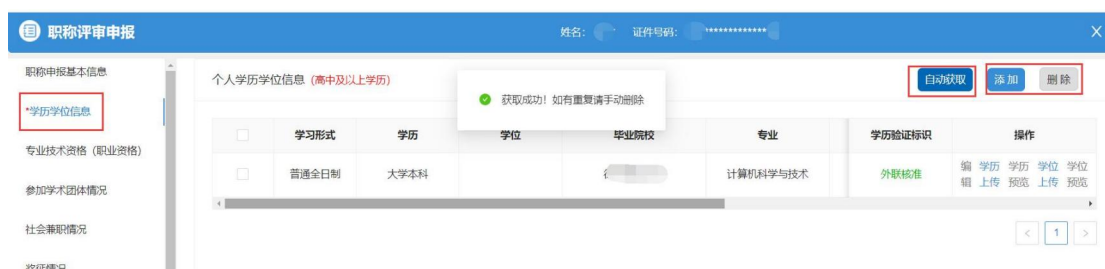 职称评审申报 姓名: 证件号码: *************
职称申报基本信息
个人学历学位信息 (高中及以上学历) 自动获取 添加 删除
获取成功! 如有重复请手动删除
*学历学位信息
学习形式 学历 学位 毕业院校 专业 学历验证标识 操作
专业技术资格 (职业资格)
普通全日制 大学本科 计算机科学与技术 外联核准 编辑 学历上传 学历预览 学位上传 学位预览
参加学术团体情况
社会兼职情况
< 1 >
奖惩情况